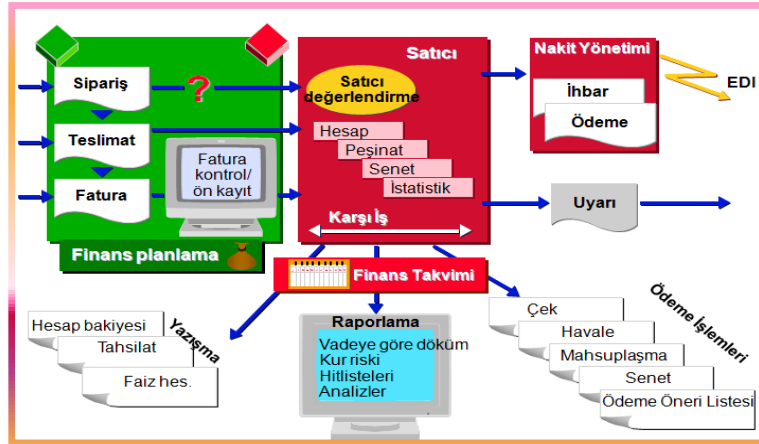 Sipariş
?
Teslimat
Fatura
Fatura
kontrol/
ön kayıt
Finans planlama
Satıcı
Satıcı
değerlendirme
Hesap
Peşinat
Senet
İstatistik
Karşı İş
Nakit Yönetimi
İhbar
Ödeme
EDI
Uyarı
Finans Takvimi
Yazışma
Hesap bakiyesi
Tahsilat
Faiz hes.
Raporlama
Vadeye göre döküm
Kur riski
Hitlisteleri
Analizler
Ödeme İşlemleri
Çek
Havale
Mahsuplaşma
Senet
Ödeme Öneri Listesi